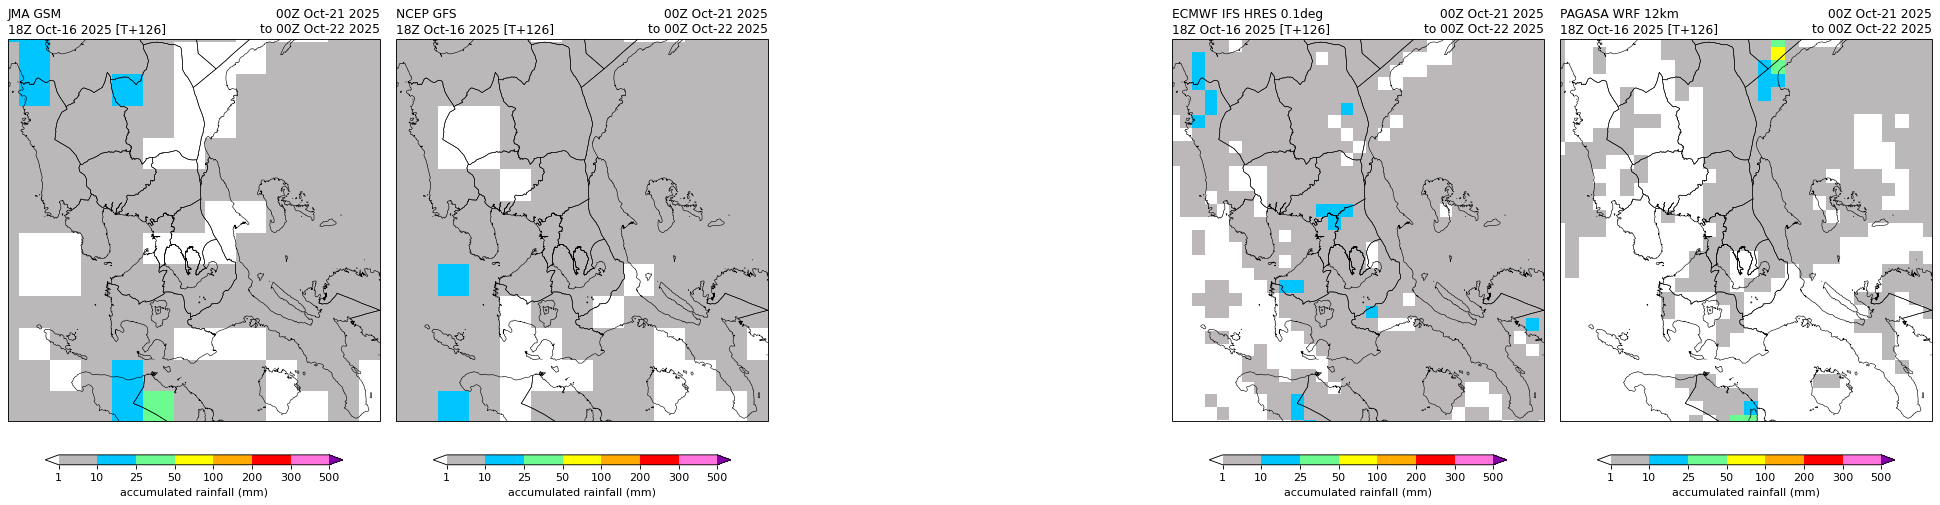 JMA GSM 00Z Oct-21 2025
18Z Oct-16 2025 [T+126] to 00Z Oct-22 2025
1 10 25 50 100 200 300 500
accumulated rainfall (mm)
NCEP GFS 00Z Oct-21 2025
18Z Oct-16 2025 [T+126] to 00Z Oct-22 2025
1 10 25 50 100 200 300 500
accumulated rainfall (mm)
ECMWF IFS HRES 0.1deg 00Z Oct-21 2025
18Z Oct-16 2025 [T+126] to 00Z Oct-22 2025
1 10 25 50 100 200 300 500
accumulated rainfall (mm)
PAGASA WRF 12km 00Z Oct-21 2025
18Z Oct-16 2025 [T+126] to 00Z Oct-22 2025
1 10 25 50 100 200 300 500
accumulated rainfall (mm)